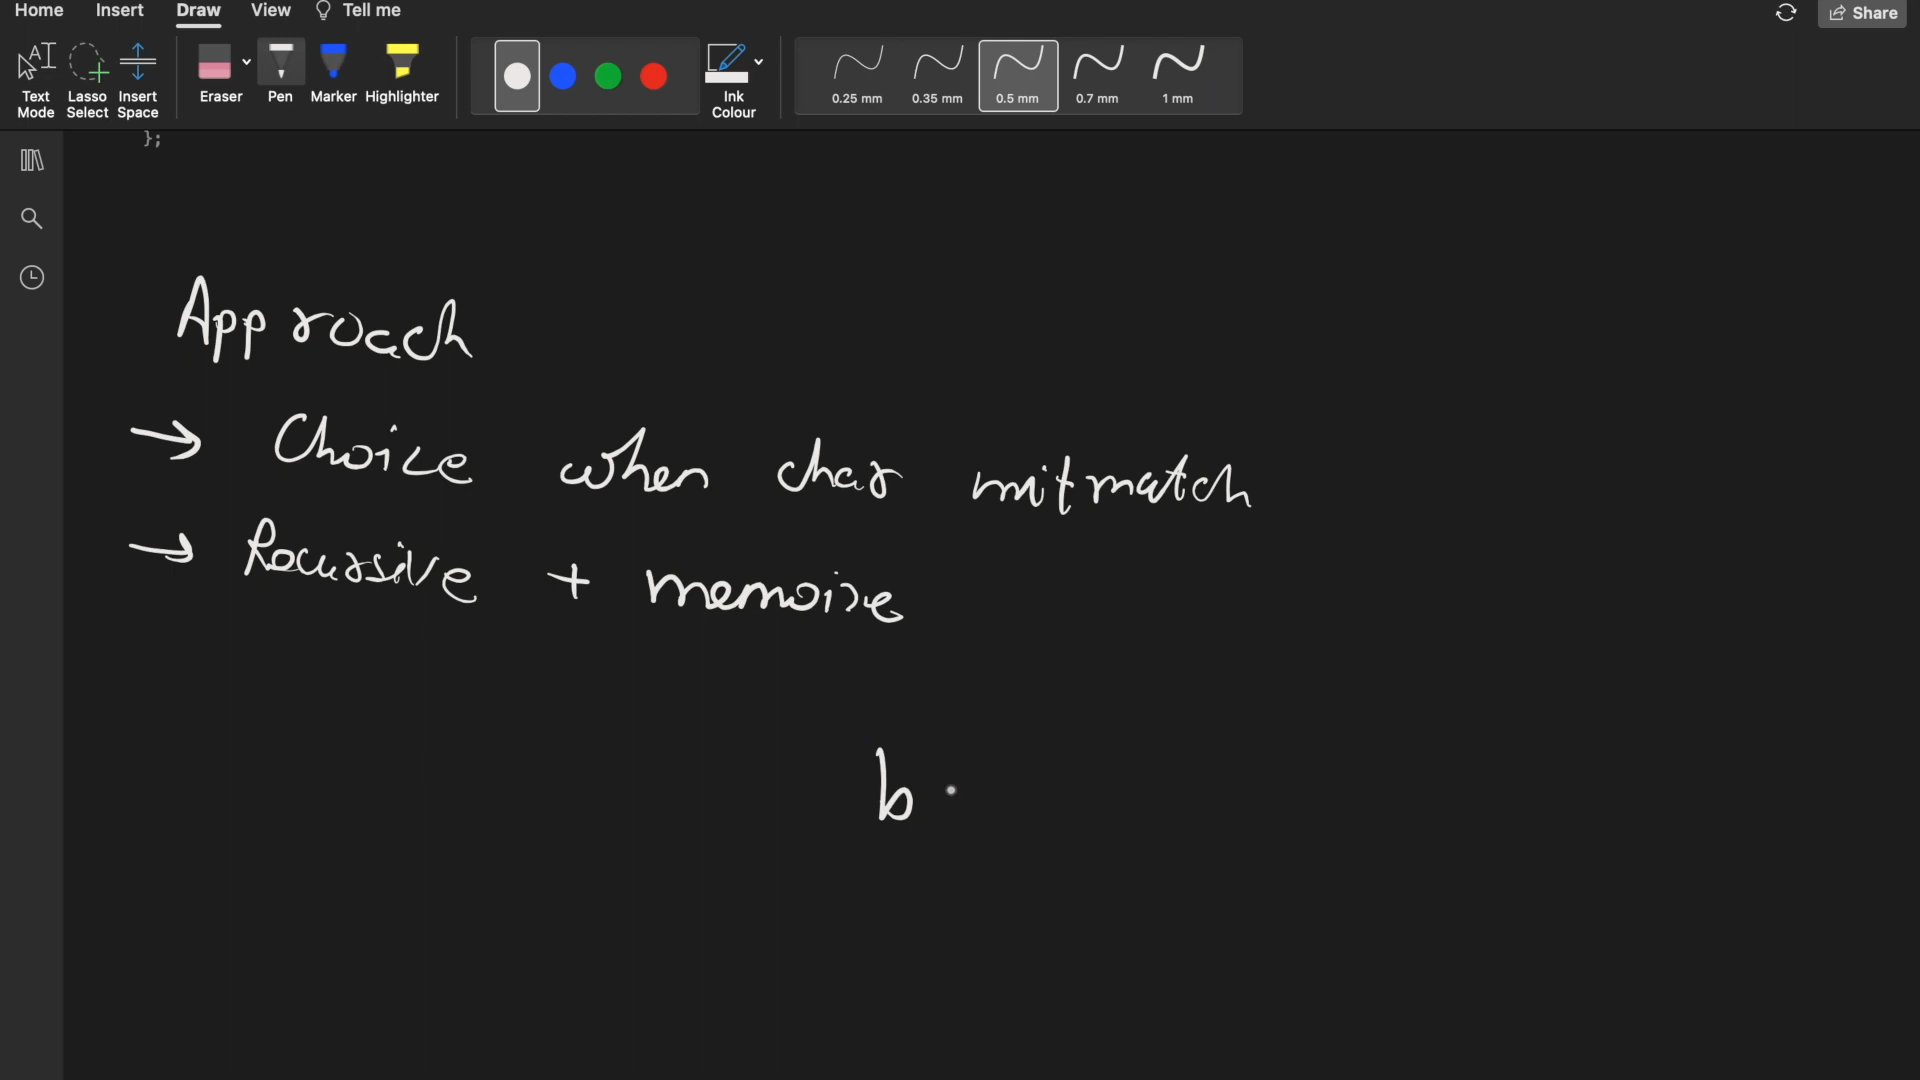 Home Insert Draw View Tell me Share
Text Mode Lasso Select Insert Space Eraser Pen Marker Highlighter Ink Colour 0.25 mm 0.35 mm 0.5 mm 0.7 mm 1 mm
};
Approach
→ Choice when char mitmatch
→ Recursive + memoize
b